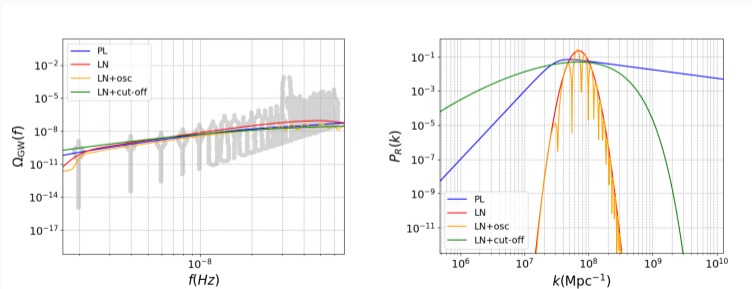 PL
LN
LN+osc
LN+cut-off
Ω_GW(f)
10⁻²
10⁻⁵
10⁻⁸
10⁻¹¹
10⁻¹⁴
10⁻¹⁷
10⁻⁸
f(Hz)
P_R(k)
10⁻¹
10⁻³
10⁻⁵
10⁻⁷
10⁻⁹
10⁻¹¹
PL
LN
LN+osc
LN+cut-off
10⁶ 10⁷ 10⁸ 10⁹ 10¹⁰
k(Mpc⁻¹)